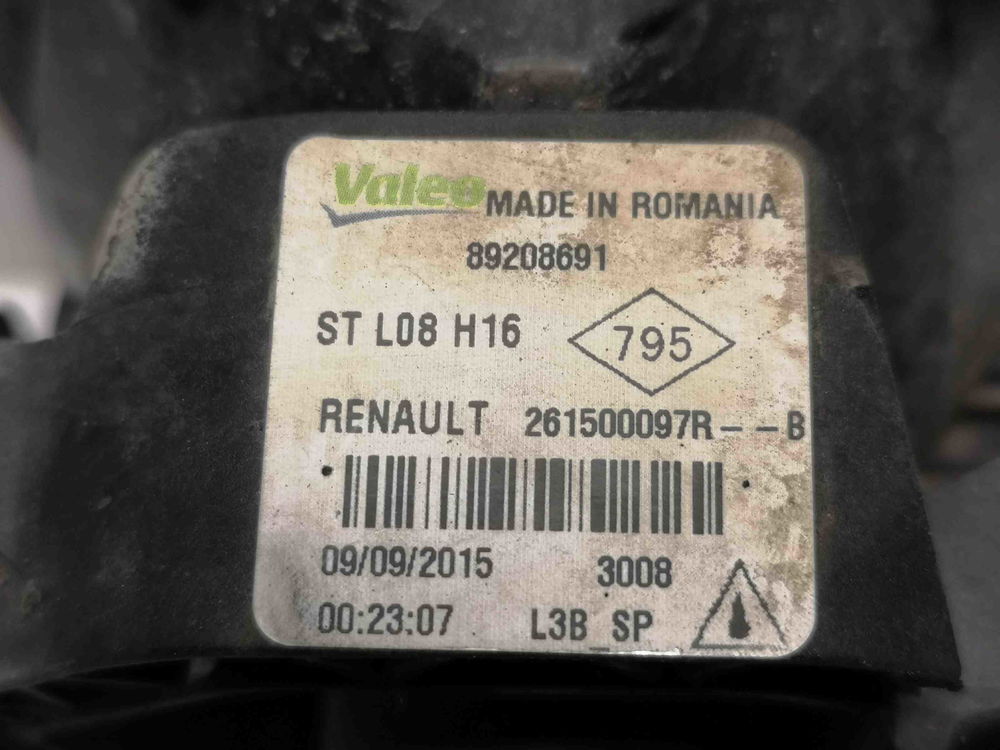 Valeo MADE IN ROMANIA
89208691
ST L08 H16
795
RENAULT 261500097R--B
09/09/2015 3008
00:23:07 L3B_SP